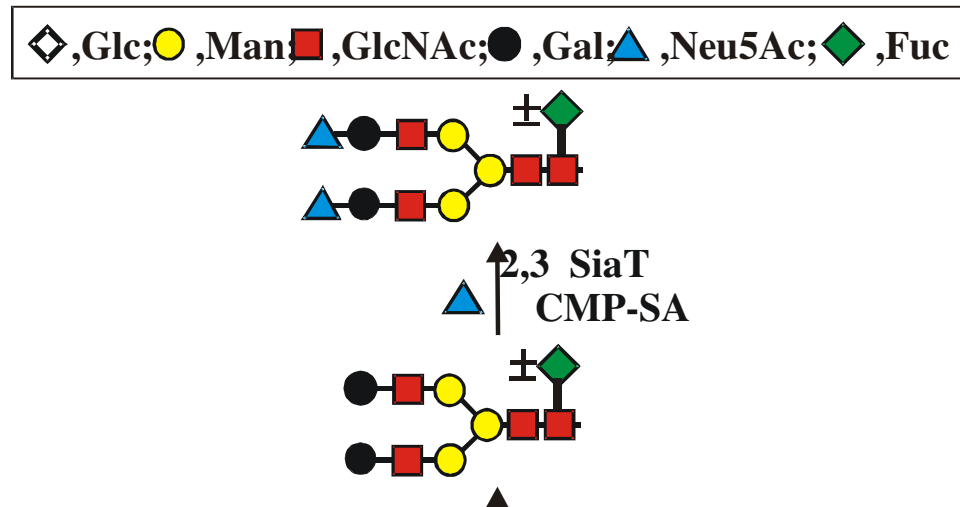 ,Glc; ,Man; ,GlcNAc; ,Gal; ,Neu5Ac; ,Fuc
±
2,3 SiaT
CMP-SA
±